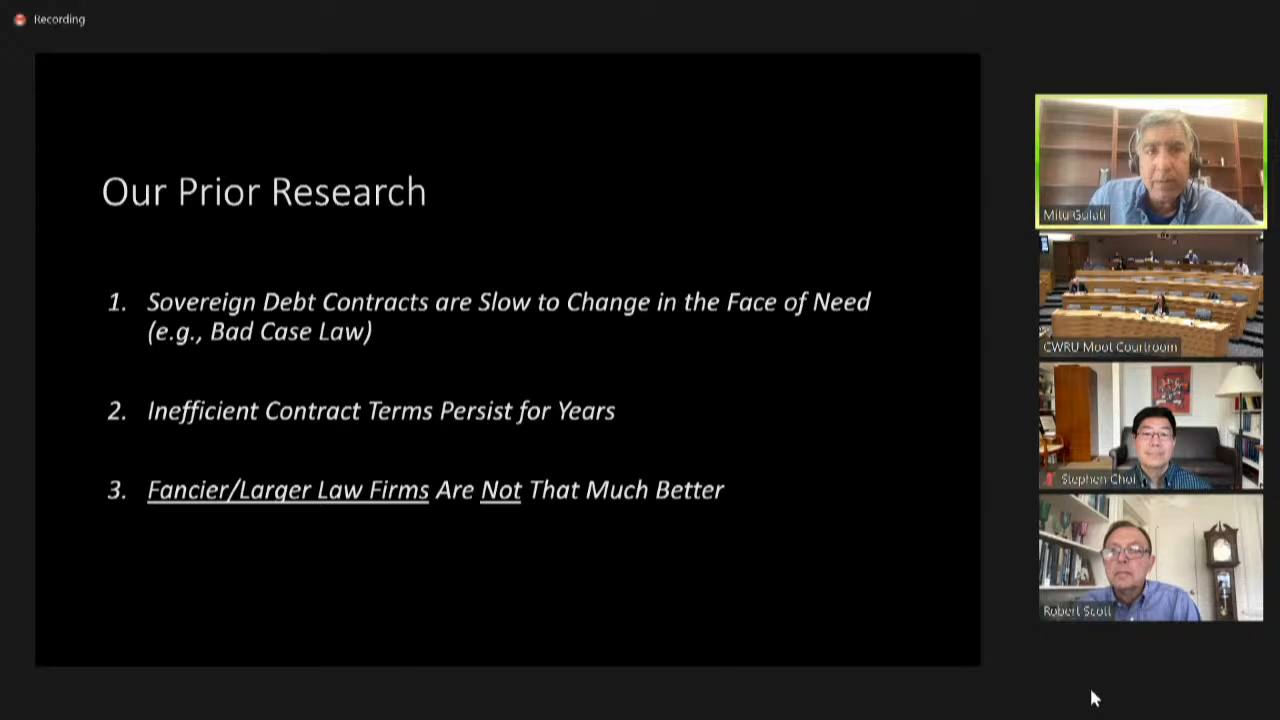 Recording
Our Prior Research
1. Sovereign Debt Contracts are Slow to Change in the Face of Need
(e.g., Bad Case Law)
2. Inefficient Contract Terms Persist for Years
3. Fancier/Larger Law Firms Are Not That Much Better
Mitu Gulati
CWRU Moot Courtroom
Stephen Choi
Robert Scott